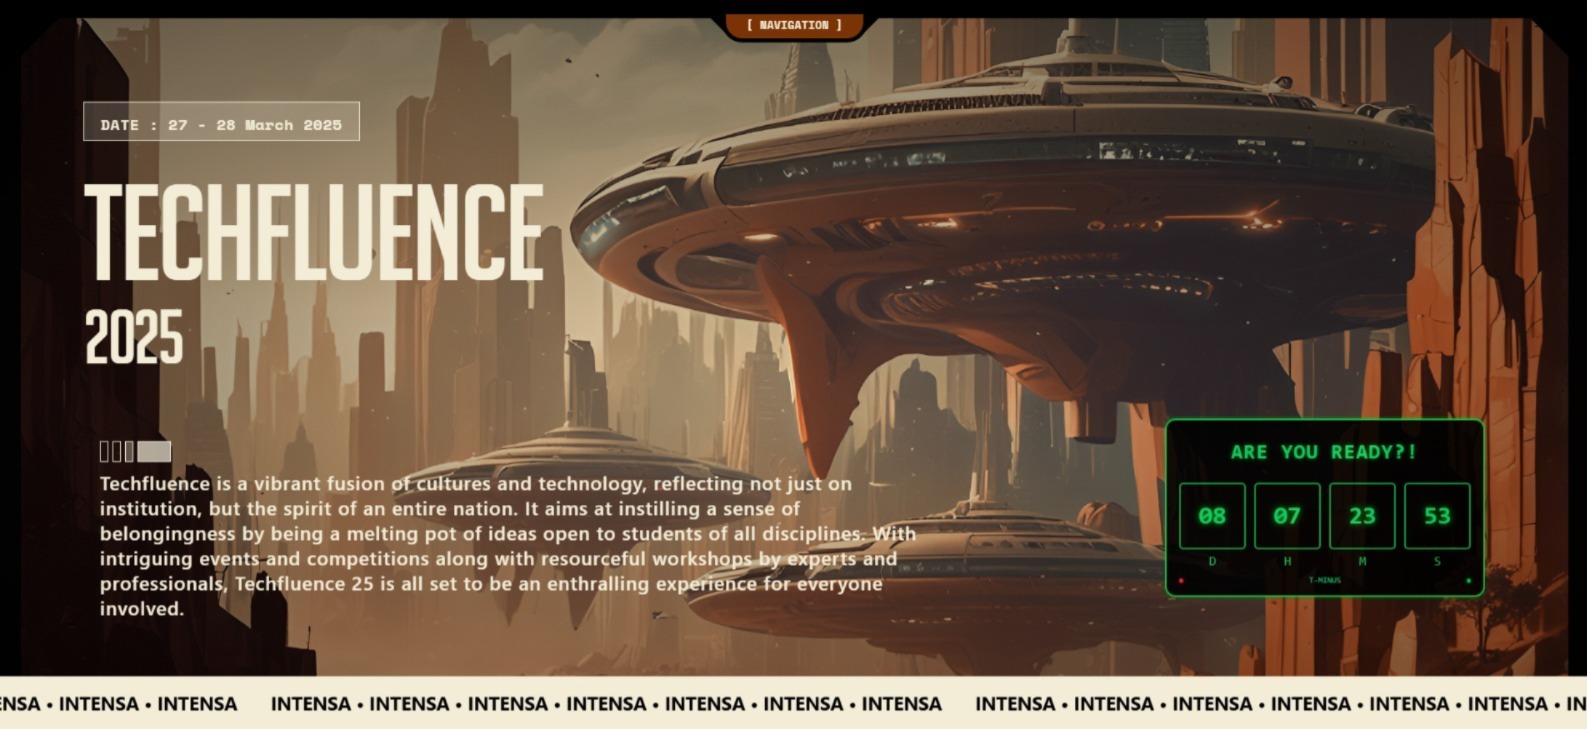 [ NAVIGATION ]
DATE : 27 - 28 March 2025
TECHFLUENCE
2025
Techfluence is a vibrant fusion of cultures and technology, reflecting not just on
institution, but the spirit of an entire nation. It aims at instilling a sense of
belongingness by being a melting pot of ideas open to students of all disciplines. With
intriguing events and competitions along with resourceful workshops by experts and
professionals, Techfluence 25 is all set to be an enthralling experience for everyone
involved.
ARE YOU READY?!
08 07 23 53
D H M S
T-MINUS
ENSA • INTENSA • INTENSA INTENSA • INTENSA • INTENSA • INTENSA • INTENSA • INTENSA • INTENSA INTENSA • INTENSA • INTENSA • INTENSA • INTENSA • INTENSA • IN